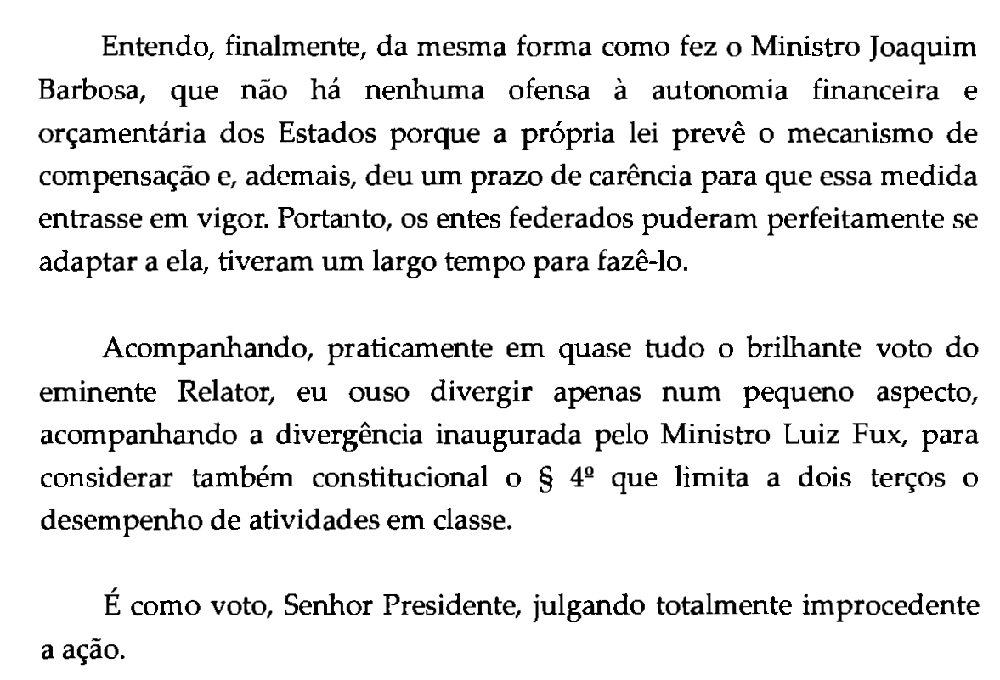 Entendo, finalmente, da mesma forma como fez o Ministro Joaquim
Barbosa, que não há nenhuma ofensa à autonomia financeira e
orçamentária dos Estados porque a própria lei prevê o mecanismo de
compensação e, ademais, deu um prazo de carência para que essa medida
entrasse em vigor. Portanto, os entes federados puderam perfeitamente se
adaptar a ela, tiveram um largo tempo para fazê-lo.
Acompanhando, praticamente em quase tudo o brilhante voto do
eminente Relator, eu ouso divergir apenas num pequeno aspecto,
acompanhando a divergência inaugurada pelo Ministro Luiz Fux, para
considerar também constitucional o § 4º que limita a dois terços o
desempenho de atividades em classe.
É como voto, Senhor Presidente, julgando totalmente improcedente
a ação.